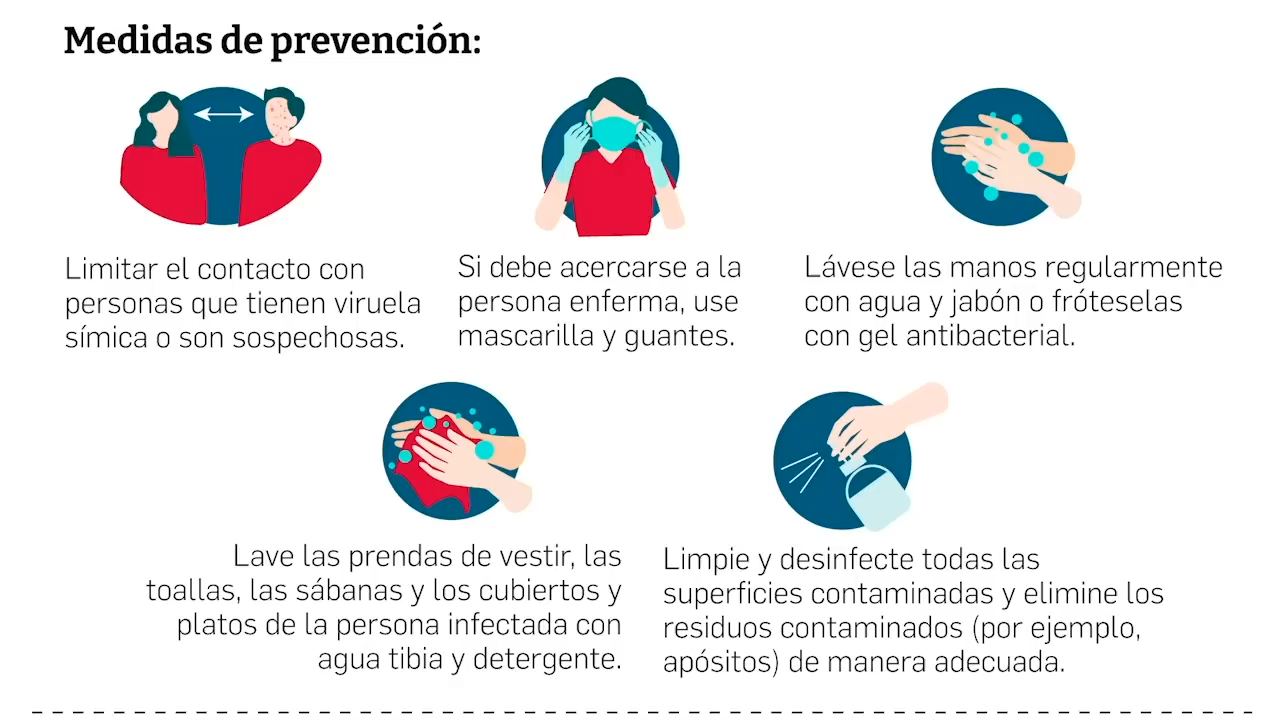 Medidas de prevención:
Limitar el contacto con
personas que tienen viruela
símica o son sospechosas.
Si debe acercarse a la
persona enferma, use
mascarilla y guantes.
Lávese las manos regularmente
con agua y jabón o fróteselas
con gel antibacterial.
Lave las prendas de vestir, las
toallas, las sábanas y los cubiertos y
platos de la persona infectada con
agua tibia y detergente.
Limpie y desinfecte todas las
superficies contaminadas y elimine los
residuos contaminados (por ejemplo,
apósitos) de manera adecuada.